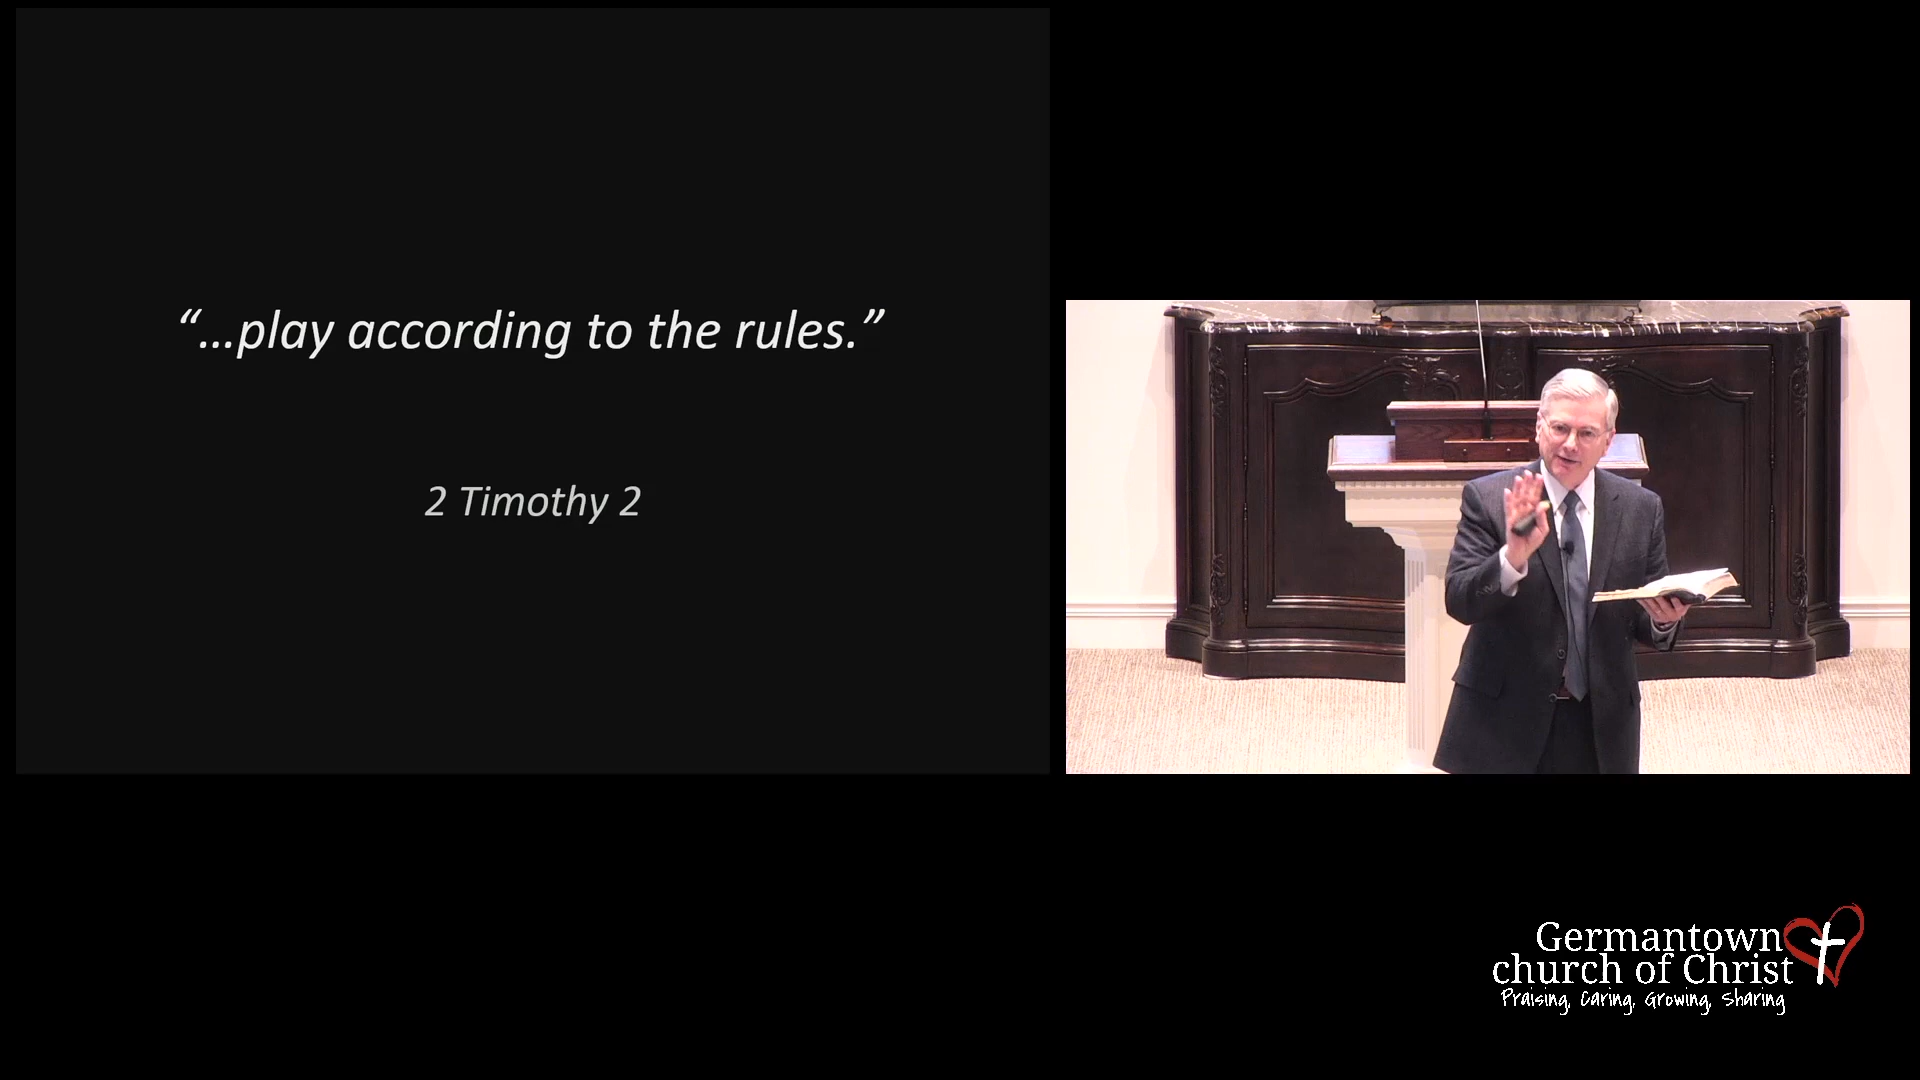 “...play according to the rules.”
2 Timothy 2
Germantown
church of Christ
Praising, Caring, Growing, Sharing